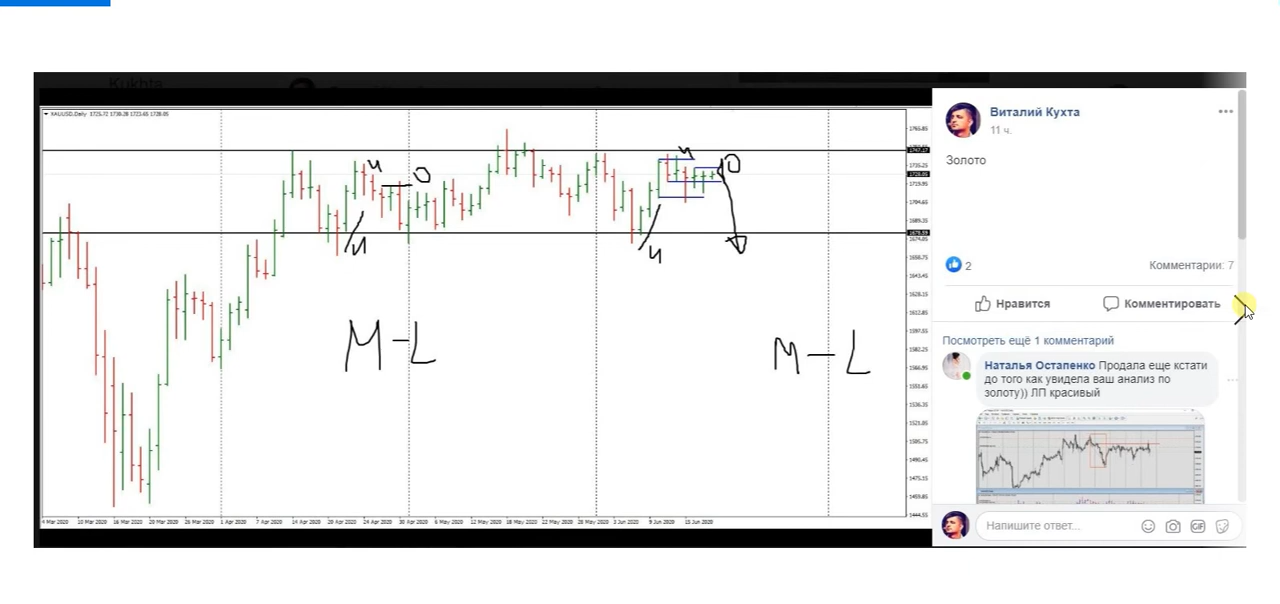 Kukhta
XAUUSD,Daily 1725.72 1730.28 1723.65 1728.05
1765.85
1735.25
1728.05
1719.95
1704.65
1689.35
1678.59
1674.05
1658.75
1643.45
1628.15
1612.85
1597.55
1582.25
1566.95
1551.65
1536.35
1521.05
1505.75
1490.45
1475.15
1459.85
1444.55
ч
O
ч
ч
O
ч
M-L
M-L
4 Mar 2020 10 Mar 2020 16 Mar 2020 20 Mar 2020 26 Mar 2020 1 Apr 2020 7 Apr 2020 14 Apr 2020 20 Apr 2020 24 Apr 2020 30 Apr 2020 6 May 2020 12 May 2020 18 May 2020 22 May 2020 28 May 2020 3 Jun 2020 9 Jun 2020 15 Jun 2020
Виталий Кухта
11 ч.
Золото
2
Комментарии: 7
Нравится
Комментировать
Посмотреть ещё 1 комментарий
Наталья Остапенко Продала еще кстати
до того как увидела ваш анализ по
золоту)) ЛП красивый
Напишите ответ...
GIF